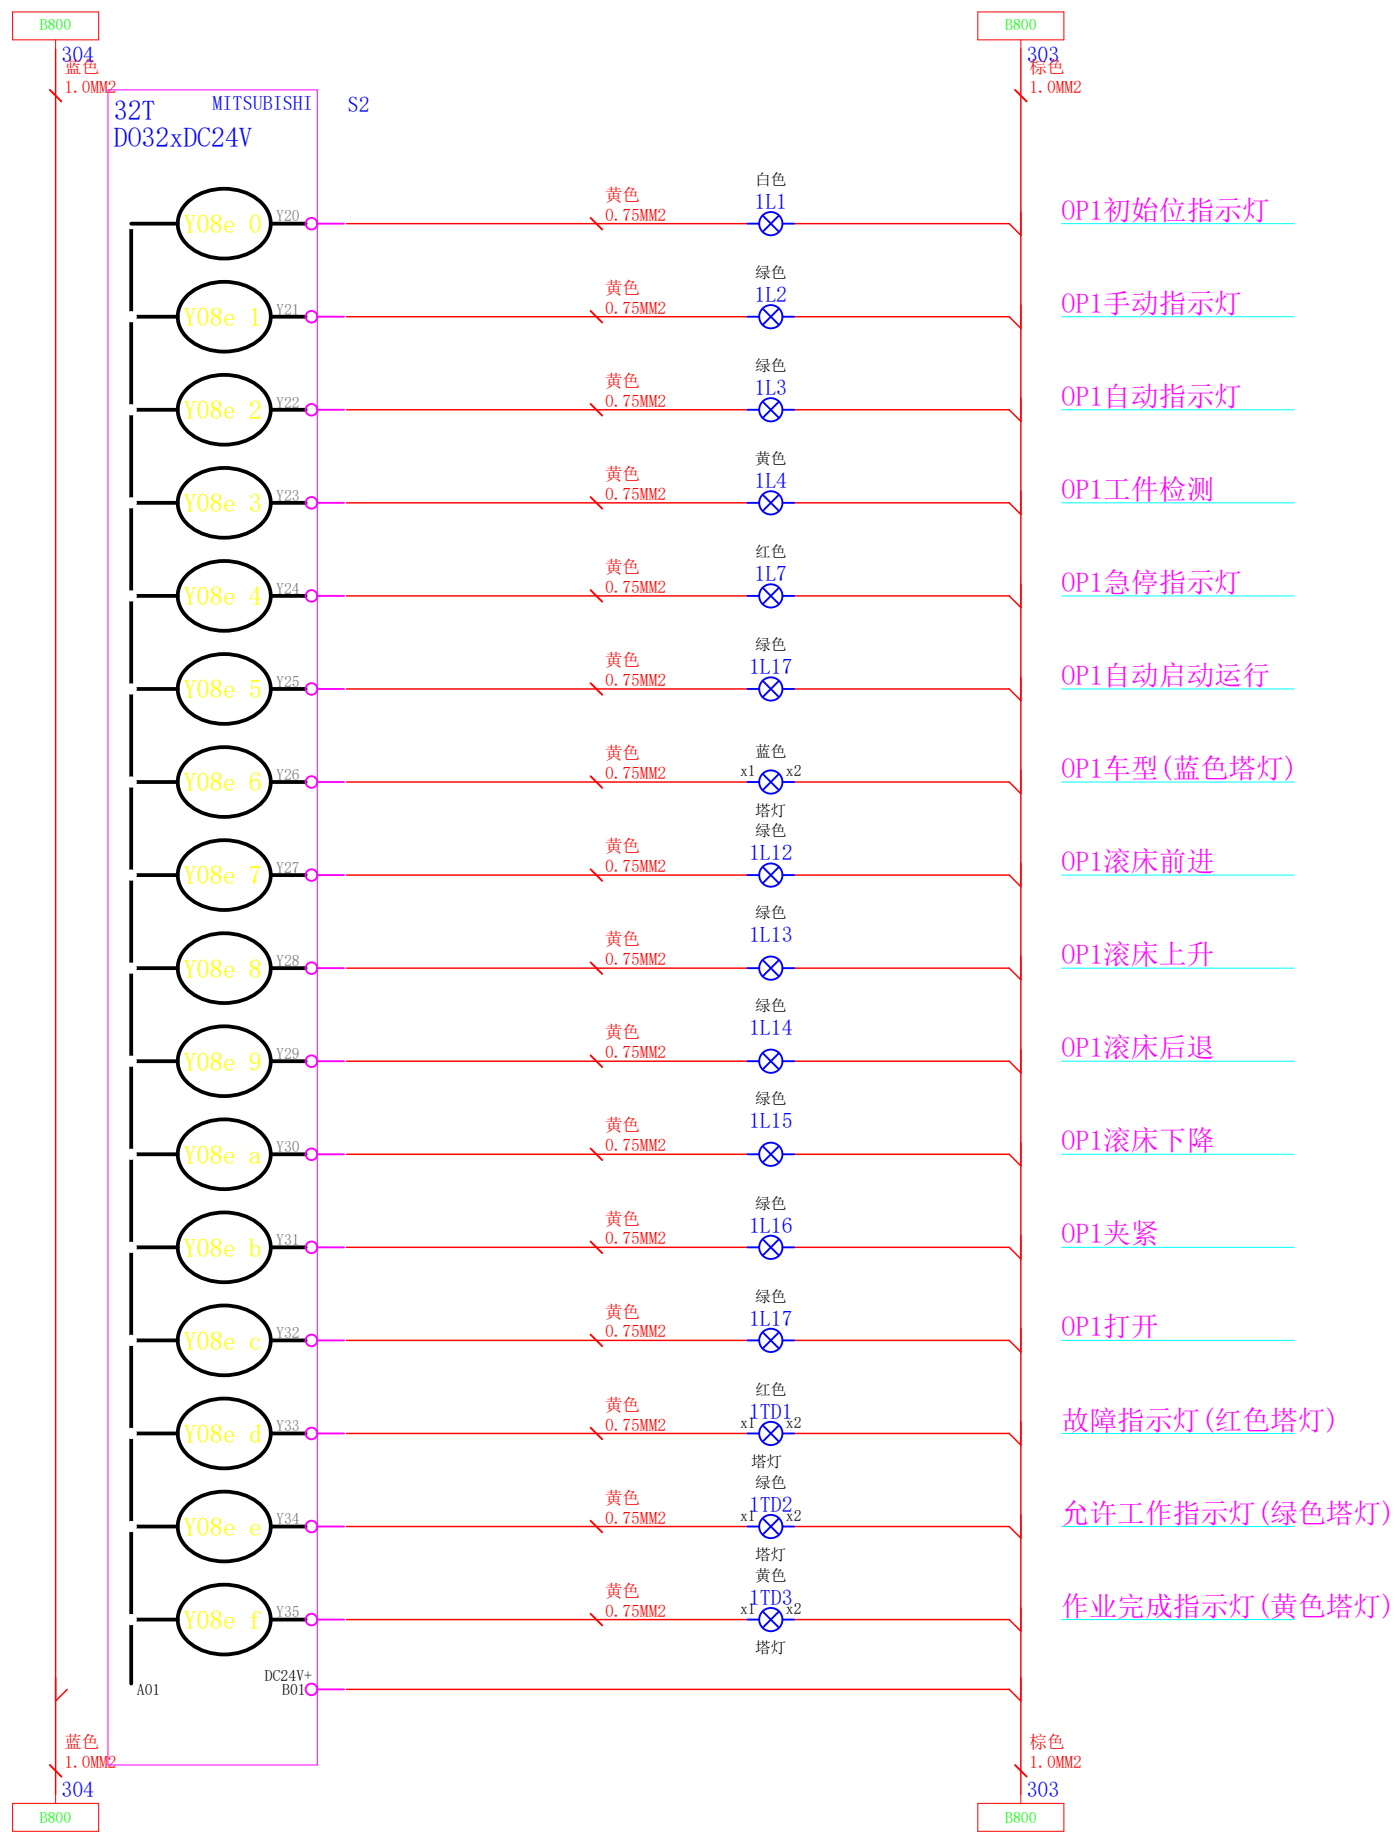 B800
B800
304
303
蓝色
1.0MM2
棕色
1.0MM2
32T
MITSUBISHI
S2
DO32xDC24V
Y08e 0
Y20
黄色
0.75MM2
白色
1L1
OP1初始位指示灯
Y08e 1
Y21
黄色
0.75MM2
绿色
1L2
OP1手动指示灯
Y08e 2
Y22
黄色
0.75MM2
绿色
1L3
OP1自动指示灯
Y08e 3
Y23
黄色
0.75MM2
黄色
1L4
OP1工件检测
Y08e 4
Y24
黄色
0.75MM2
红色
1L7
OP1急停指示灯
Y08e 5
Y25
黄色
0.75MM2
绿色
1L17
OP1自动启动运行
Y08e 6
Y26
黄色
0.75MM2
蓝色
x1
x2
塔灯
OP1车型(蓝色塔灯)
Y08e 7
Y27
黄色
0.75MM2
绿色
1L12
OP1滚床前进
Y08e 8
Y28
黄色
0.75MM2
绿色
1L13
OP1滚床上升
Y08e 9
Y29
黄色
0.75MM2
绿色
1L14
OP1滚床后退
Y08e a
Y30
黄色
0.75MM2
绿色
1L15
OP1滚床下降
Y08e b
Y31
黄色
0.75MM2
绿色
1L16
OP1夹紧
Y08e c
Y32
黄色
0.75MM2
绿色
1L17
OP1打开
Y08e d
Y33
黄色
0.75MM2
红色
1TD1
x1
x2
塔灯
故障指示灯(红色塔灯)
Y08e e
Y34
黄色
0.75MM2
绿色
1TD2
x1
x2
塔灯
允许工作指示灯(绿色塔灯)
Y08e f
Y35
黄色
0.75MM2
黄色
1TD3
x1
x2
塔灯
作业完成指示灯(黄色塔灯)
A01
DC24V+
B01
蓝色
1.0MM2
棕色
1.0MM2
304
303
B800
B800